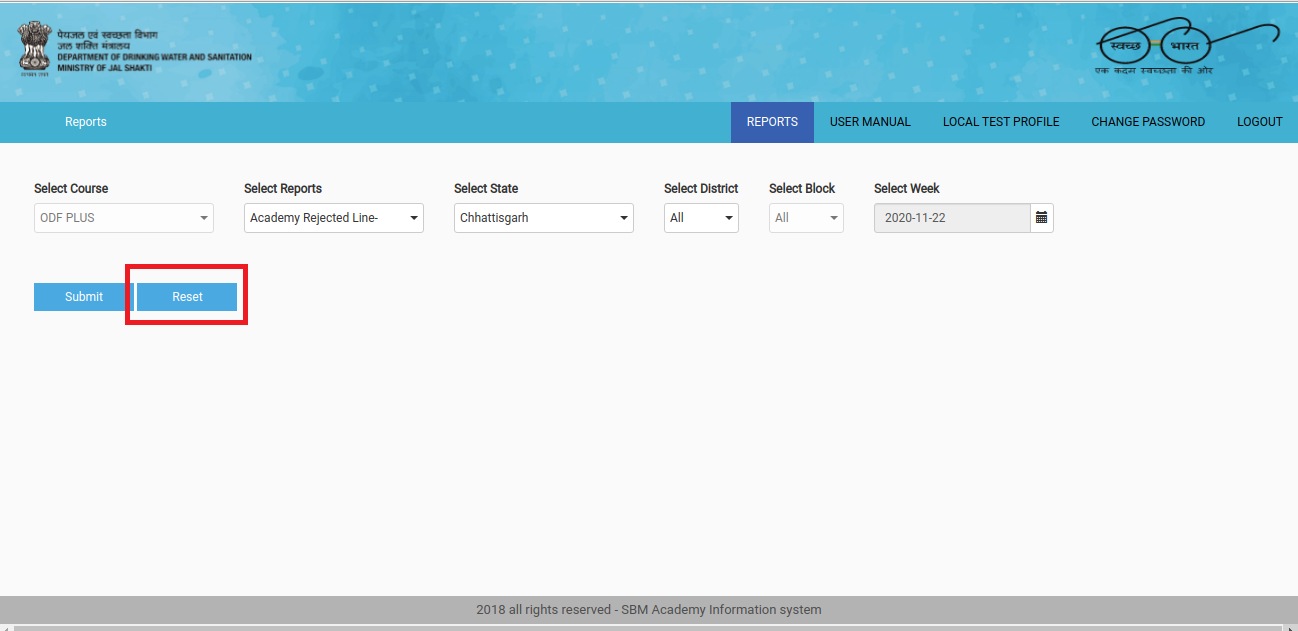 पेयजल एवं स्वच्छता विभाग
जल शक्ति मंत्रालय
DEPARTMENT OF DRINKING WATER AND SANITATION
MINISTRY OF JAL SHAKTI
स्वच्छ भारत
एक कदम स्वच्छता की ओर
Reports
REPORTS USER MANUAL LOCAL TEST PROFILE CHANGE PASSWORD LOGOUT
Select Course Select Reports Select State Select District Select Block Select Week
ODF PLUS Academy Rejected Line- Chhattisgarh All All 2020-11-22
Submit Reset
2018 all rights reserved - SBM Academy Information system